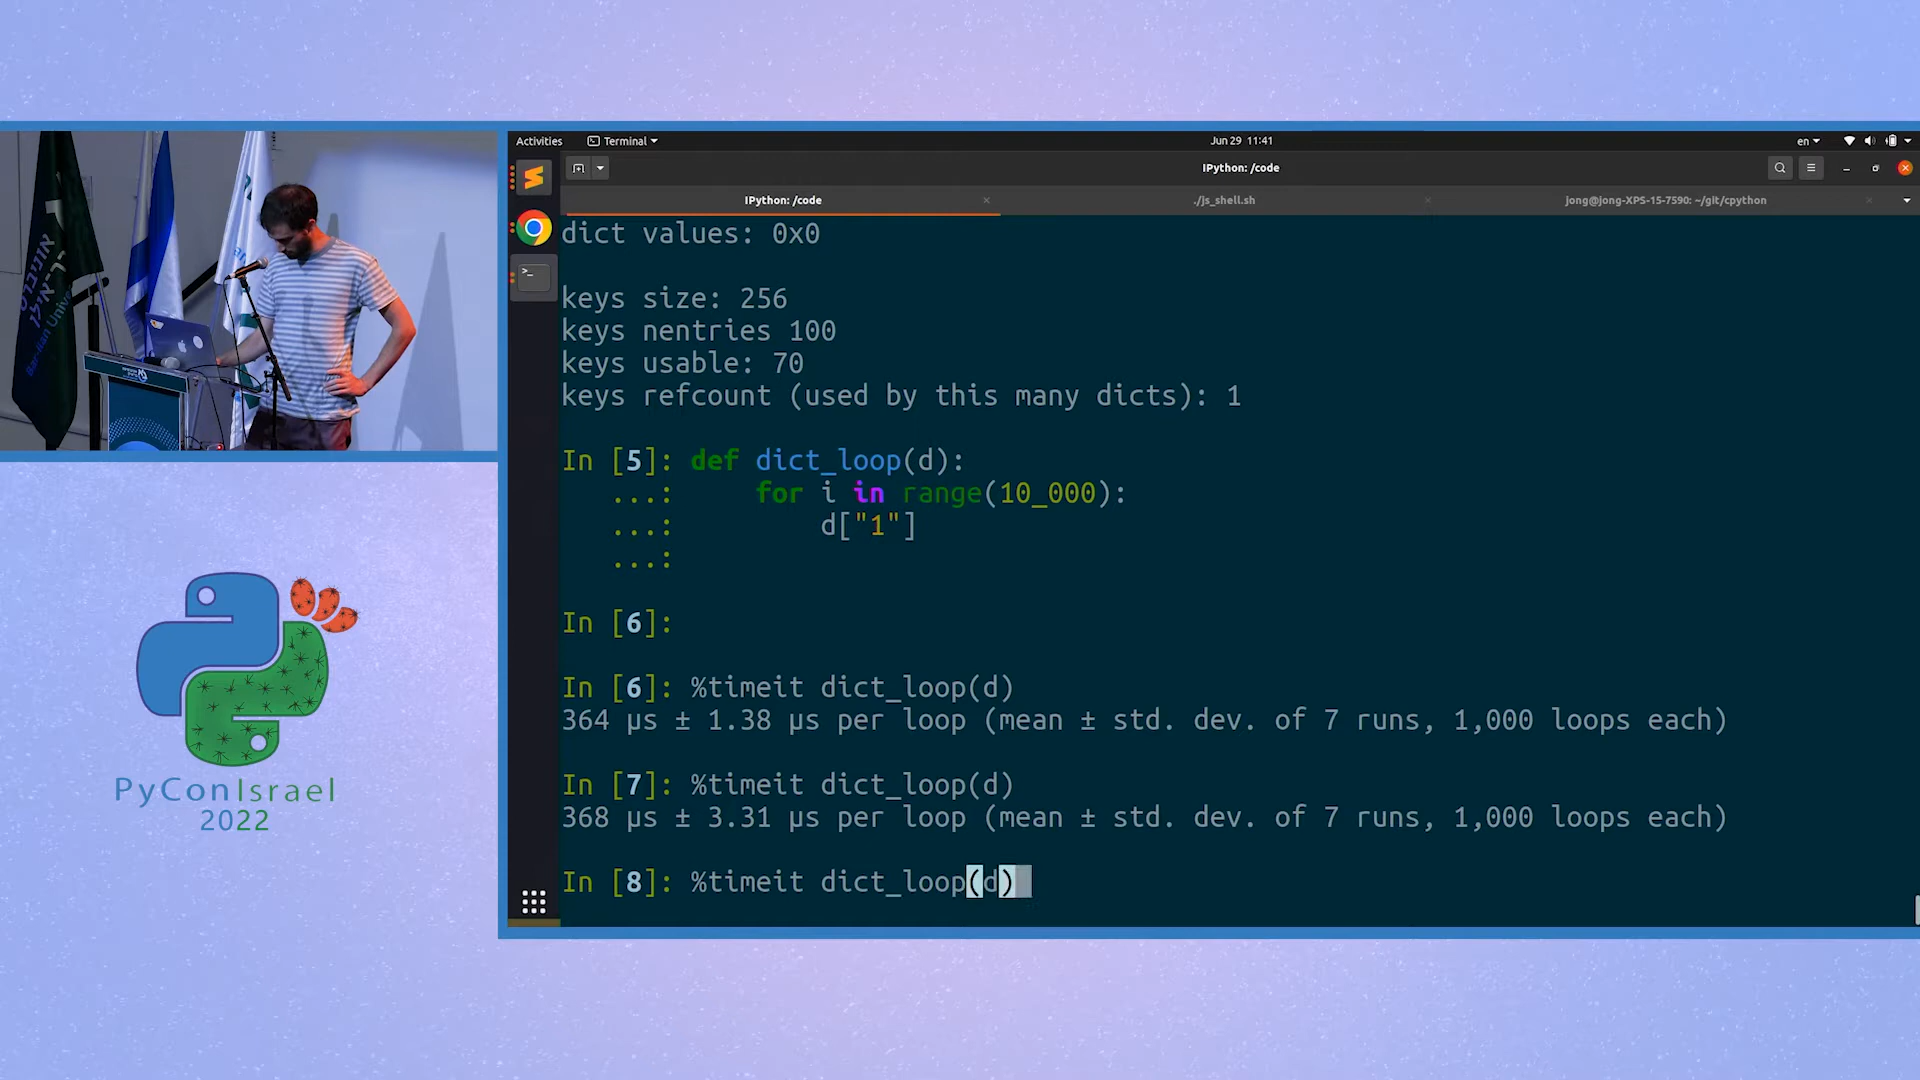 Activities
Terminal
Jun 29 11:41
en
IPython: /code
IPython: /code
./js_shell.sh
jong@jong-XPS-15-7590: ~/git/cpython
dict values: 0x0
keys size: 256
keys nentries 100
keys usable: 70
keys refcount (used by this many dicts): 1
In [5]: def dict_loop(d):
...: for i in range(10_000):
...: d["1"]
...:
In [6]:
In [6]: %timeit dict_loop(d)
364 µs ± 1.38 µs per loop (mean ± std. dev. of 7 runs, 1,000 loops each)
In [7]: %timeit dict_loop(d)
368 µs ± 3.31 µs per loop (mean ± std. dev. of 7 runs, 1,000 loops each)
In [8]: %timeit dict_loop(d)
PyConIsrael
2022